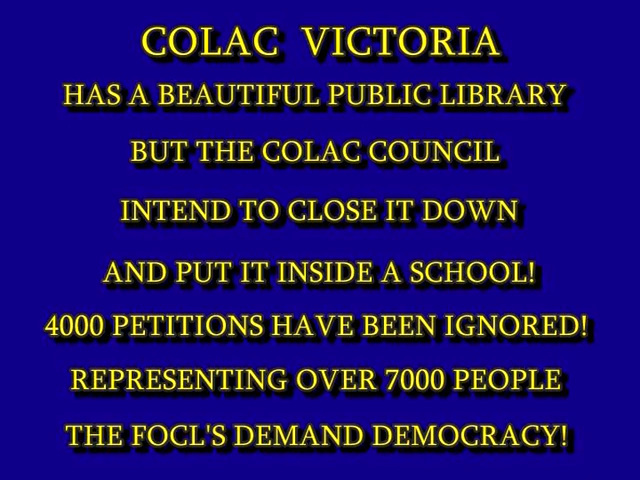 COLAC VICTORIA
HAS A BEAUTIFUL PUBLIC LIBRARY
BUT THE COLAC COUNCIL
INTEND TO CLOSE IT DOWN
AND PUT IT INSIDE A SCHOOL!
4000 PETITIONS HAVE BEEN IGNORED!
REPRESENTING OVER 7000 PEOPLE
THE FOCL'S DEMAND DEMOCRACY!